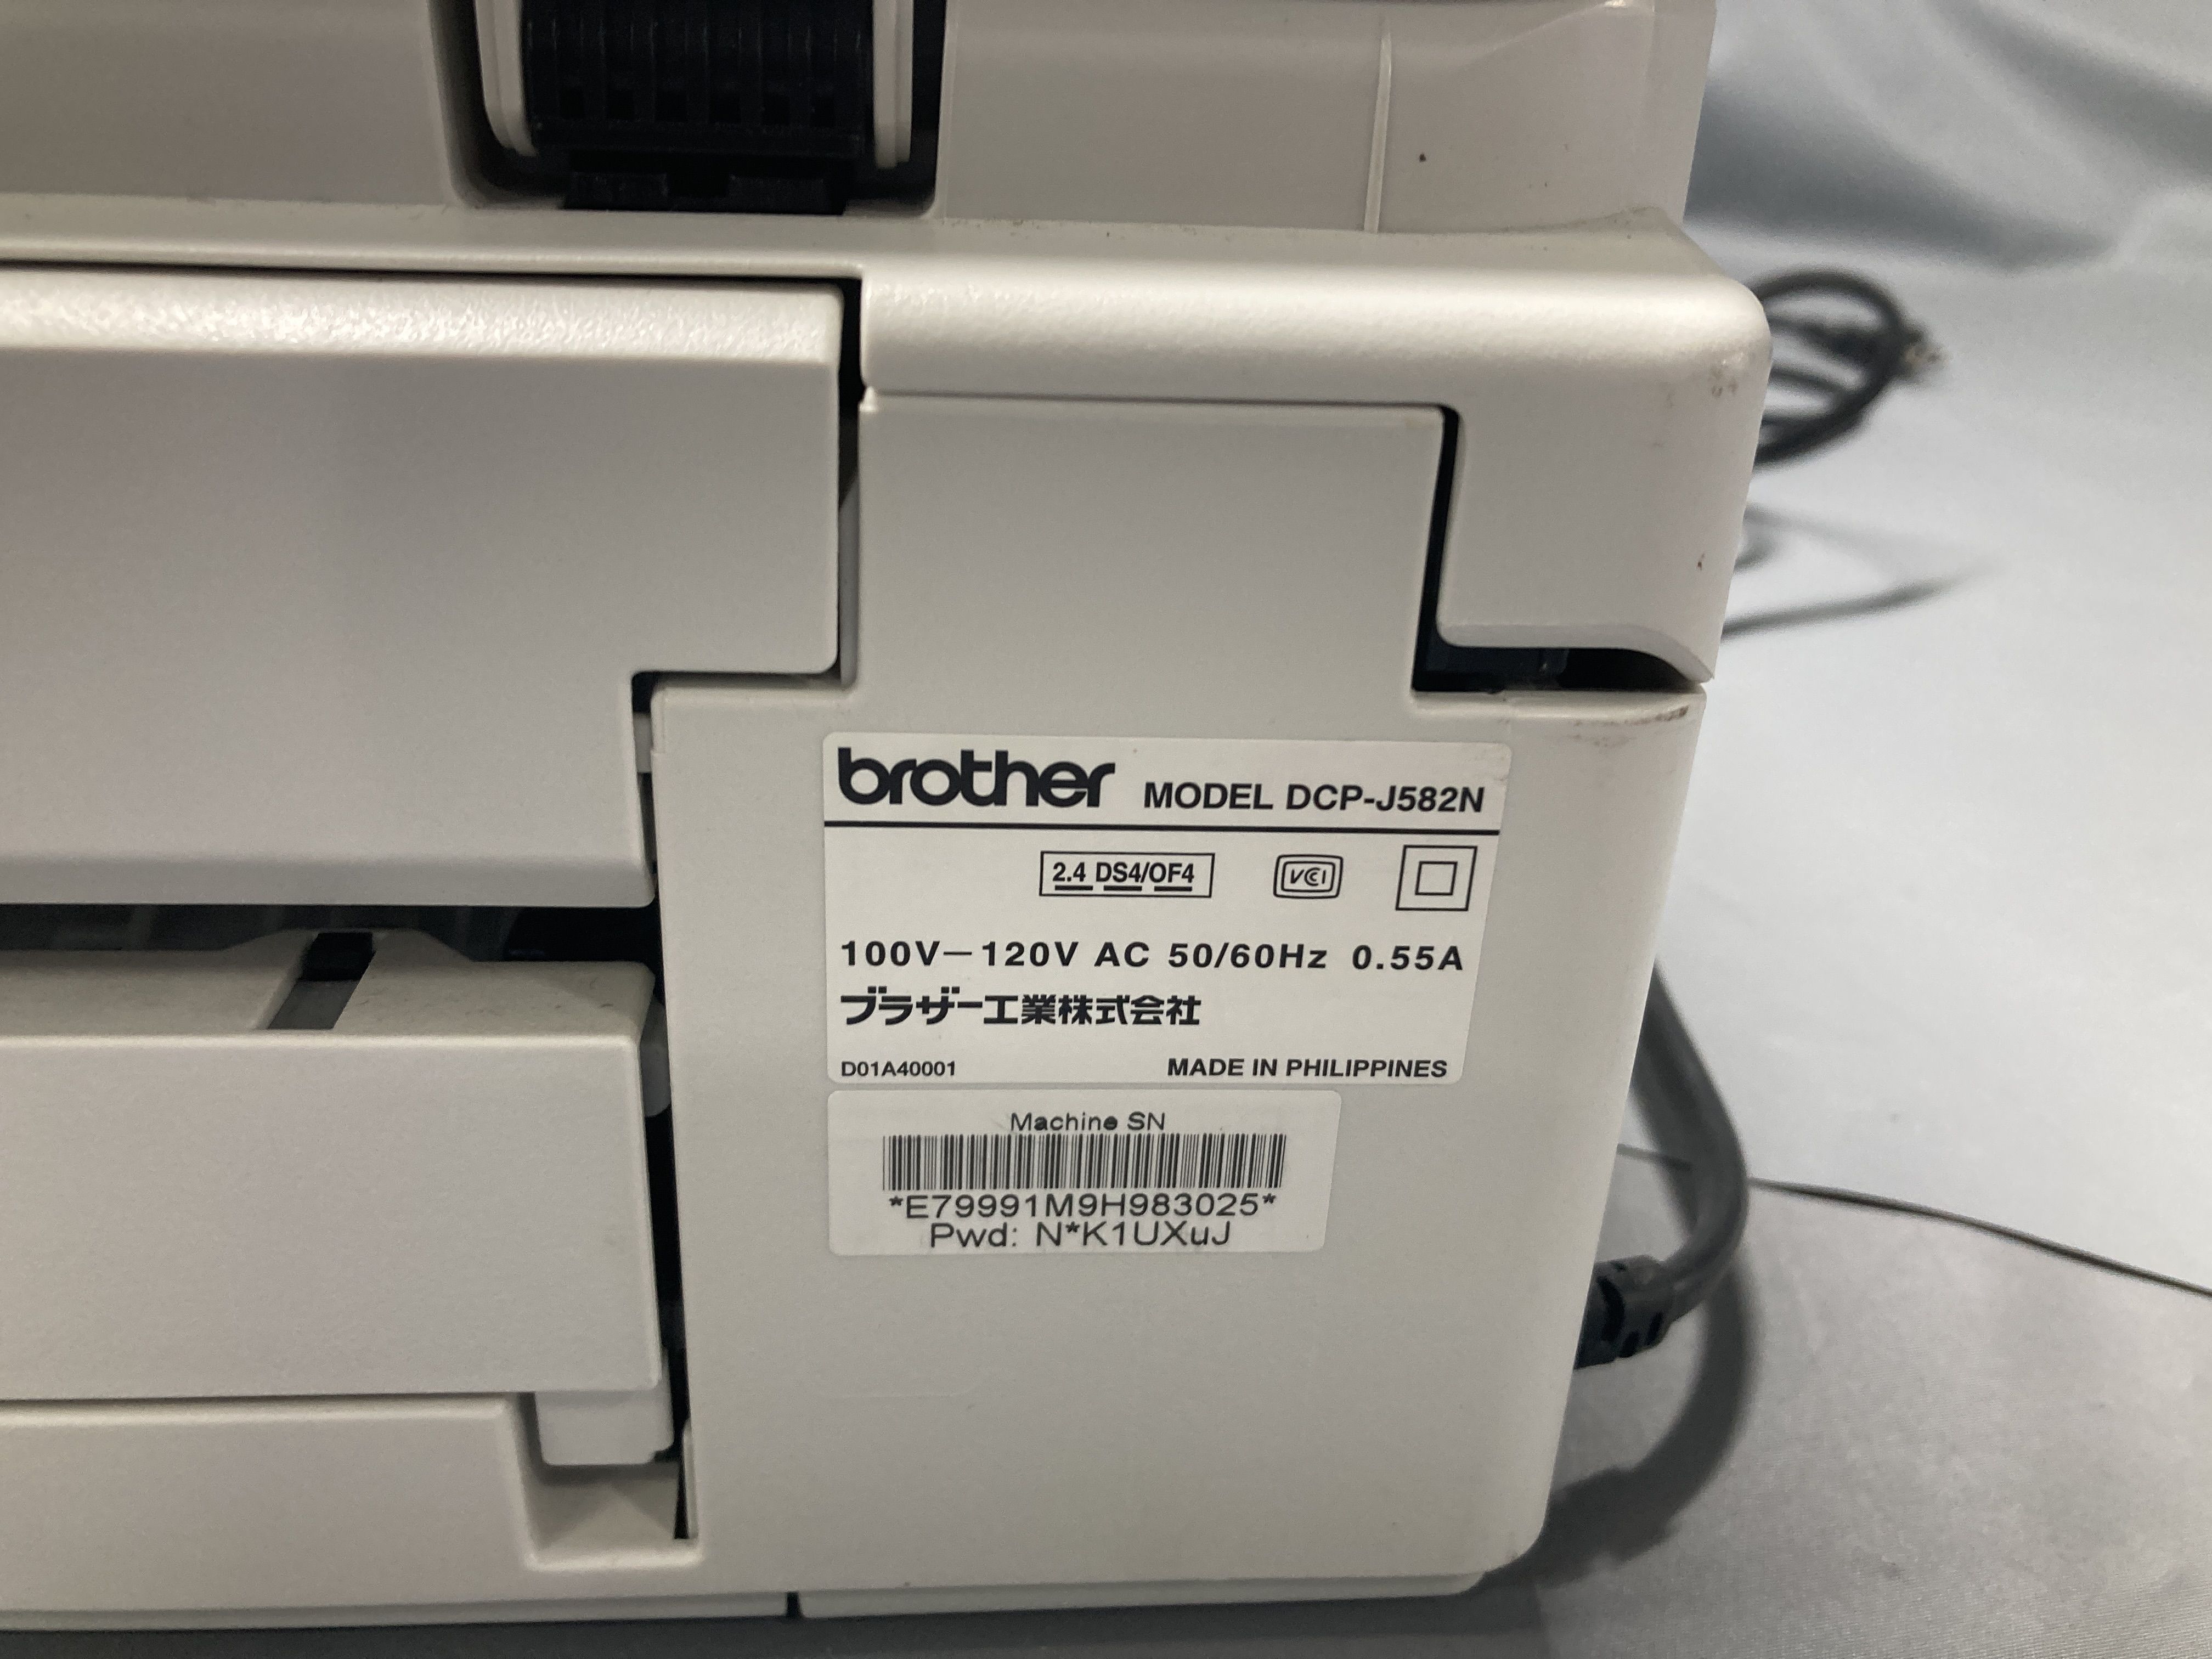 brother MODEL DCP-J582N
2.4 DS4/OF4 VCCI
100V－120V AC 50/60Hz 0.55A
ブラザー工業株式会社
D01A40001 MADE IN PHILIPPINES
Machine SN
*E79991M9H983025*
Pwd: N*K1UXuJ